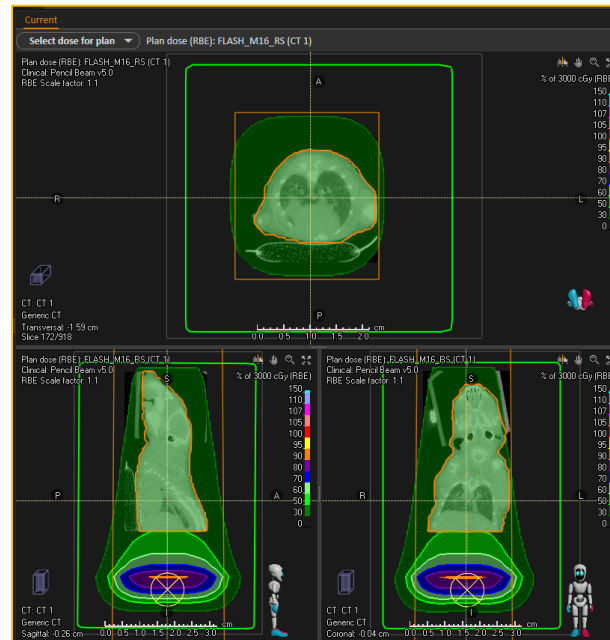 Current
Select dose for plan Plan dose (RBE): FLASH_M16_RS (CT 1)
Plan dose (RBE): FLASH_M16_RS (CT 1)
Clinical: Pencil Beam v5.0
RBE Scale factor: 1.1
% of 3000 cGy (RBE)
150
110
107
105
100
95
90
80
70
60
50
30
0
A
R
L
P
CT: CT 1
Generic CT
Transversal: -1.59 cm
Slice 172/918
0.0 0.5 1.0 1.5 2.0 cm
Plan dose (RBE): FLASH_M16_RS (CT 1)
Clinical: Pencil Beam v5.0
RBE Scale factor: 1.1
% of 3000 cGy (RBE)
150
110
107
105
100
95
90
80
70
60
50
30
0
S
P
A
I
CT: CT 1
Generic CT
Sagittal: -0.26 cm
0.0 0.5 1.0 1.5 2.0 2.5 3.0 cm
Plan dose (RBE): FLASH_M16_RS (CT 1)
Clinical: Pencil Beam v5.0
RBE Scale factor: 1.1
% of 3000 cGy (RBE)
150
110
107
105
100
95
90
80
70
60
50
30
0
S
R
L
I
CT: CT 1
Generic CT
Coronal: -0.04 cm
0.0 0.5 1.0 1.5 2.0 2.5 3.0 cm